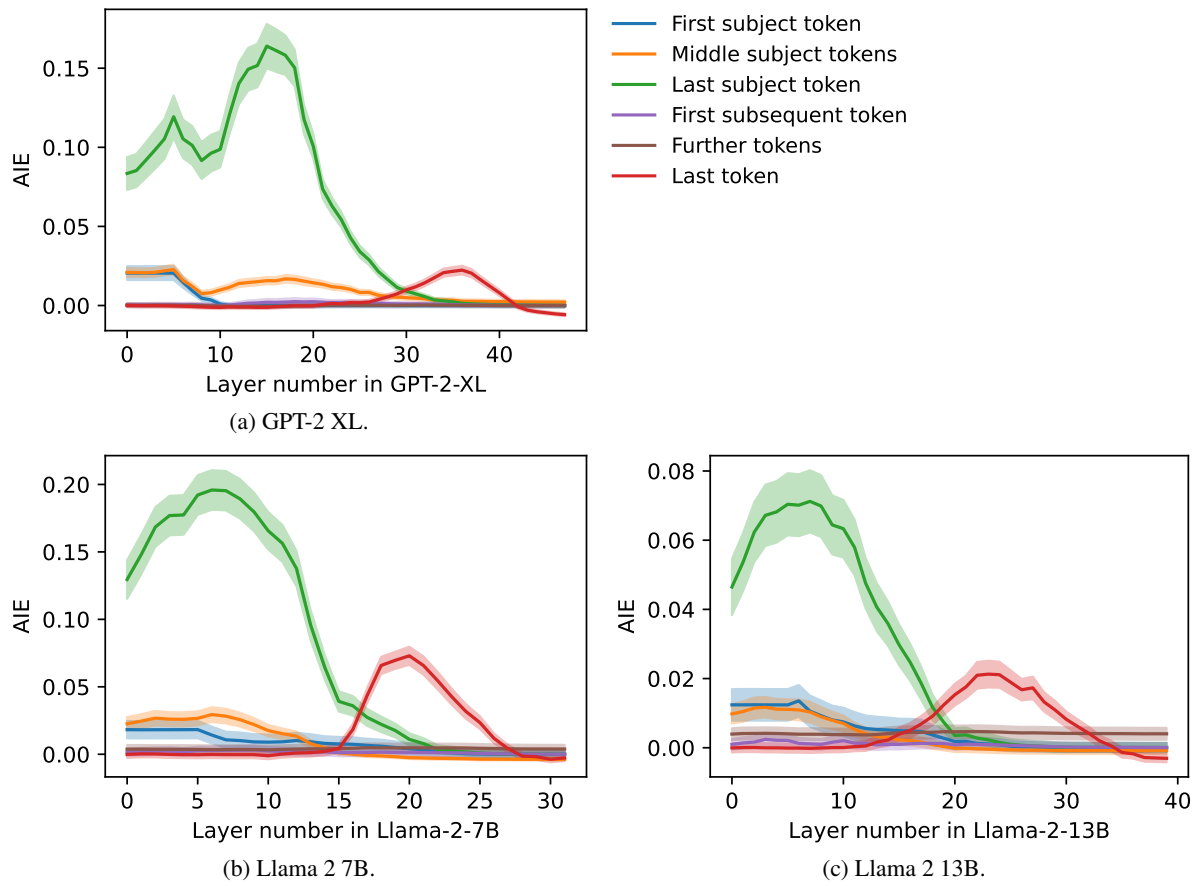 0.15
0.10
0.05
0.00
AIE
0 10 20 30 40
Layer number in GPT-2-XL
(a) GPT-2 XL.
First subject token
Middle subject tokens
Last subject token
First subsequent token
Further tokens
Last token
0.20
0.15
0.10
0.05
0.00
AIE
0 5 10 15 20 25 30
Layer number in Llama-2-7B
(b) Llama 2 7B.
0.08
0.06
0.04
0.02
0.00
AIE
0 10 20 30 40
Layer number in Llama-2-13B
(c) Llama 2 13B.